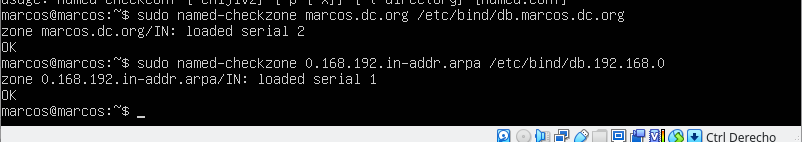 usage: named-checkconf [-chijlvz] [-p [-x]] [-t directory] [named.conf]
marcos@marcos:~$ sudo named-checkzone marcos.dc.org /etc/bind/db.marcos.dc.org
zone marcos.dc.org/IN: loaded serial 2
OK
marcos@marcos:~$ sudo named-checkzone 0.168.192.in-addr.arpa /etc/bind/db.192.168.0
zone 0.168.192.in-addr.arpa/IN: loaded serial 1
OK
marcos@marcos:~$ _
Ctrl Derecho